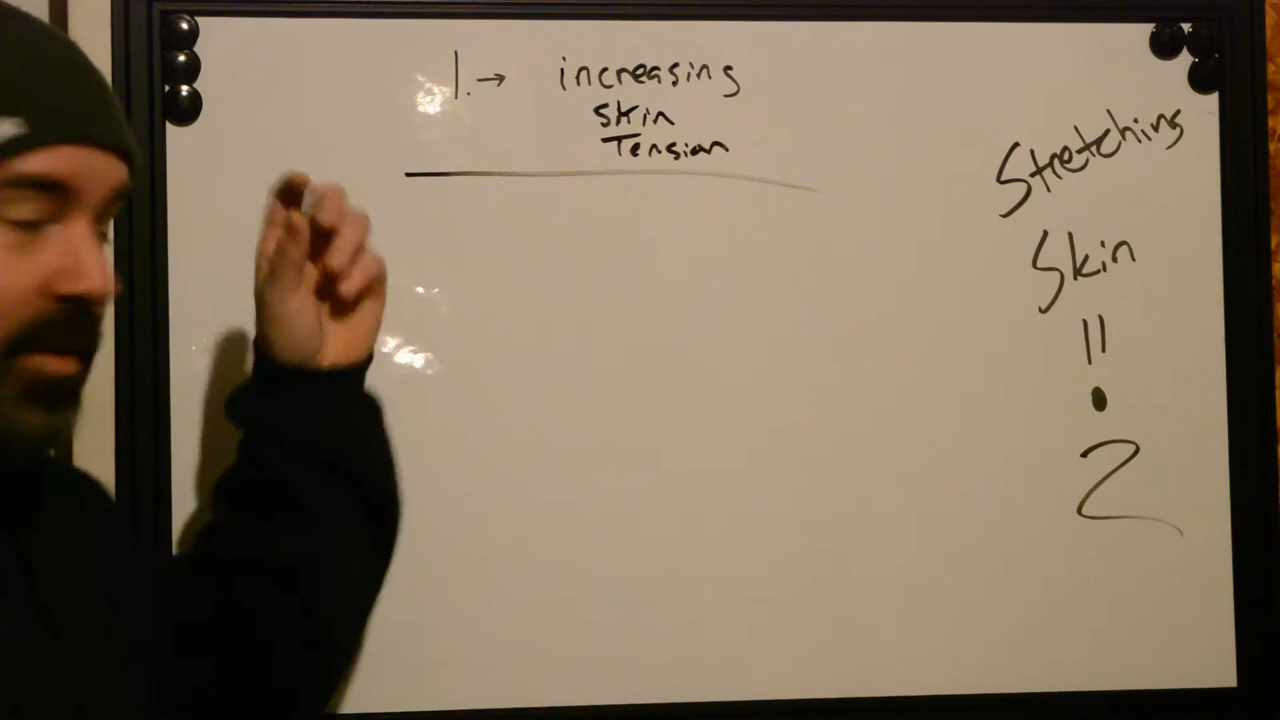 1. → increasing
skin
Tension
Stretching
Skin
!!
2